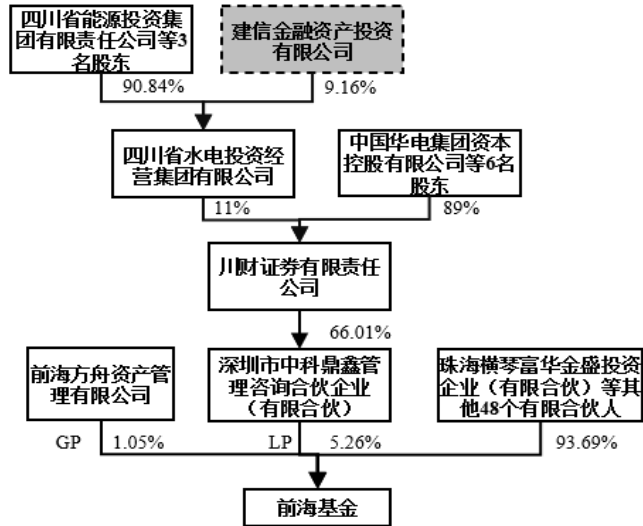 四川省能源投资集
团有限责任公司等3
名股东
建信金融资产投资
有限公司
90.84%
9.16%
四川省水电投资经
营集团有限公司
中国华电集团资本
控股有限公司等6名
股东
11%
89%
川财证券有限责任
公司
66.01%
前海方舟资产管
理有限公司
深圳市中科鼎鑫管
理咨询合伙企业
（有限合伙）
珠海横琴富华金盛投资
企业（有限合伙）等其
他48个有限合伙人
GP
1.05%
LP
5.26%
93.69%
前海基金